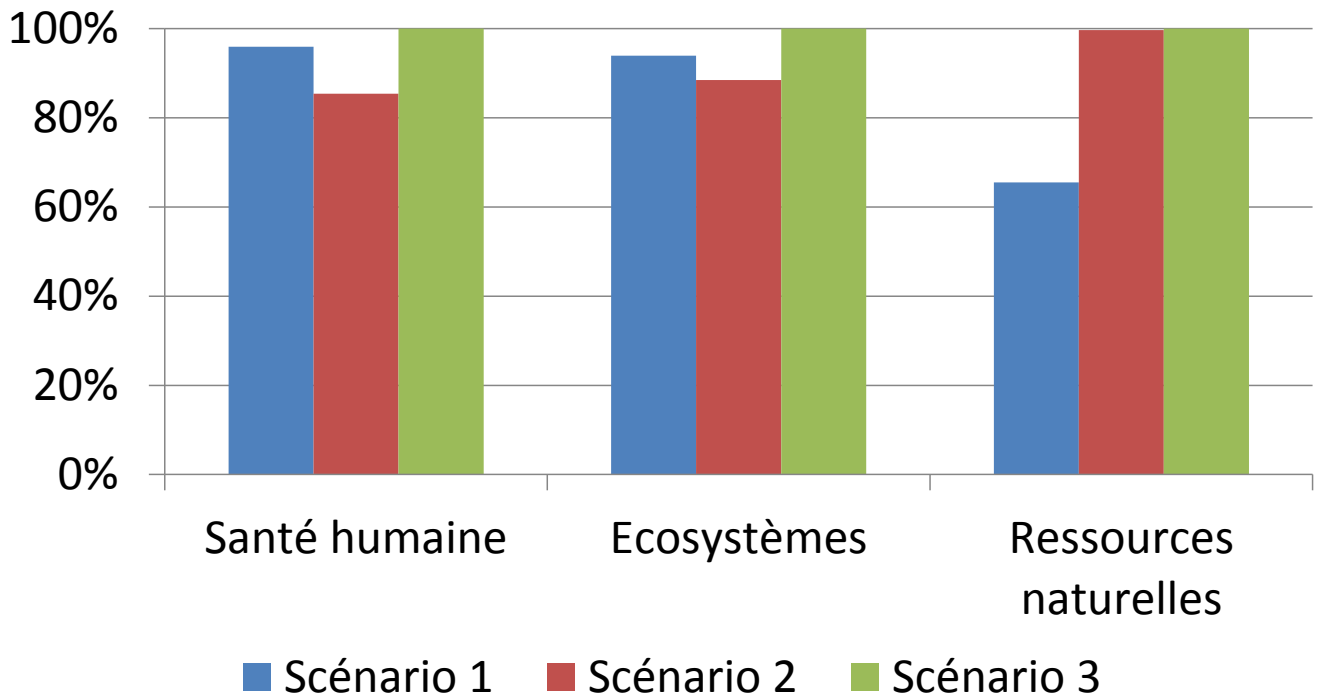 100%
80%
60%
40%
20%
0%
Santé humaine
Ecosystèmes
Ressources
naturelles
Scénario 1 Scénario 2 Scénario 3